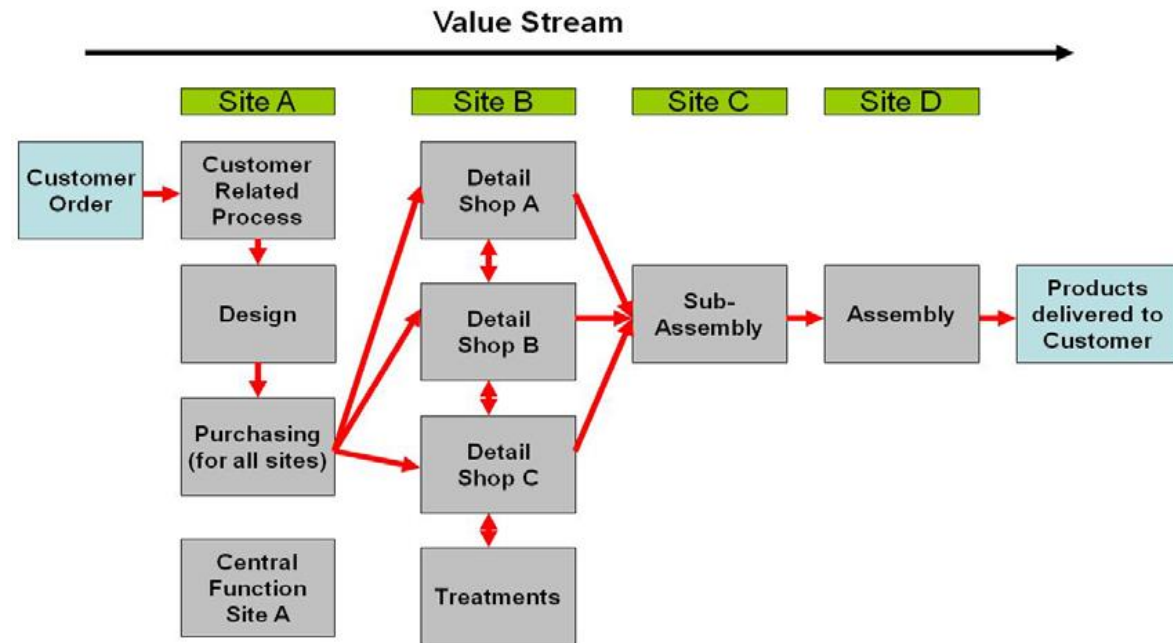 Value Stream
Site A
Site B
Site C
Site D
Customer
Order
Customer
Related
Process
Design
Purchasing
(for all sites)
Central
Function
Site A
Detail
Shop A
Detail
Shop B
Detail
Shop C
Treatments
Sub-
Assembly
Assembly
Products
delivered to
Customer